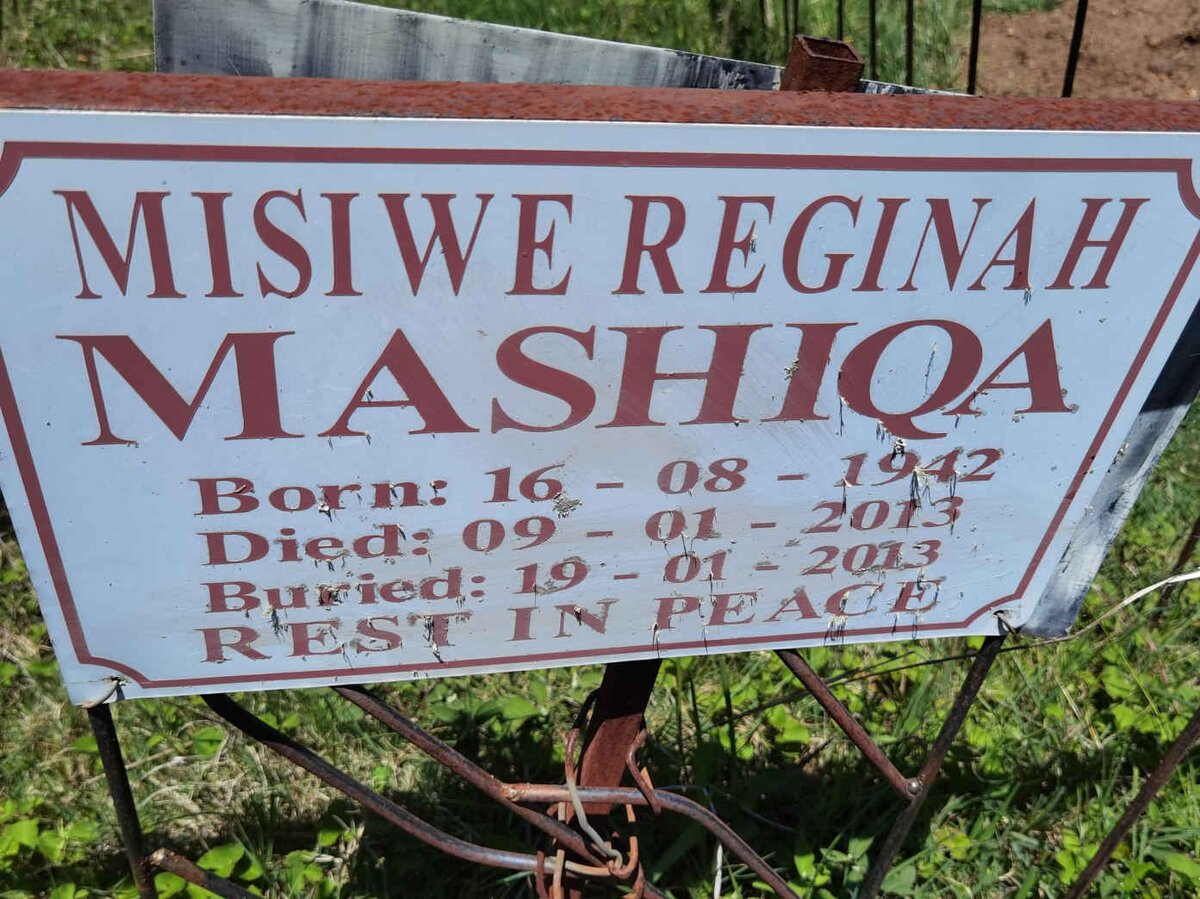 MISIWE REGINAH
MASHIQA
Born: 16 - 08 - 1942
Died: 09 - 01 - 2013
Buried: 19 - 01 - 2013
REST IN PEACE